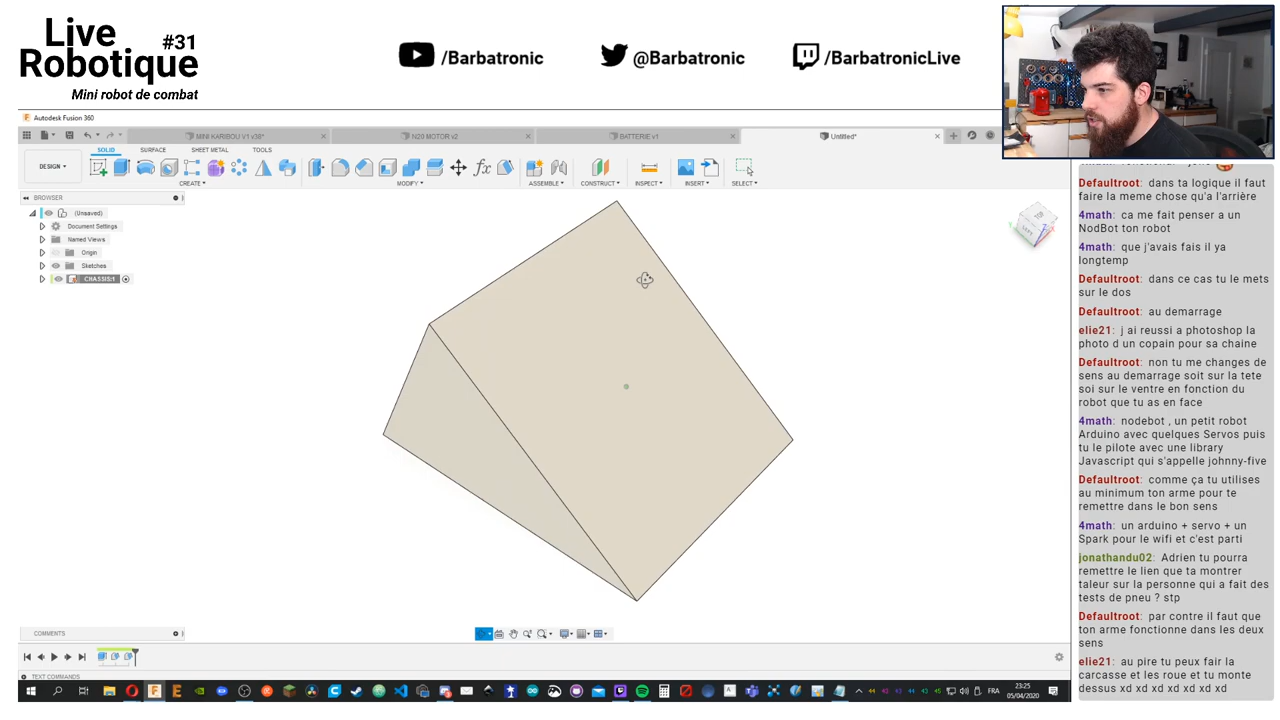 Live
Robotique #31
Mini robot de combat
/Barbatronic
@Barbatronic
/BarbatronicLive
Autodesk Fusion 360
MINI KARIBOU V1 v38*
N20 MOTOR v2
BATTERIE v1
Untitled*
SOLID SURFACE SHEET METAL TOOLS
DESIGN
CREATE MODIFY ASSEMBLE CONSTRUCT INSPECT INSERT SELECT
BROWSER
(Unsaved)
Document Settings
Named Views
Origin
Sketches
CHASSIS:1
LEFT
Defaultroot: dans ta logique il faut
faire la meme chose qu'a l'arrière
4math: ca me fait penser a un
NodBot ton robot
4math: que j'avais fais il ya
longtemp
Defaultroot: dans ce cas tu le mets
sur le dos
Defaultroot: au demarrage
elie21: j ai reussi a photoshop la
photo d un copain pour sa chaine
Defaultroot: non tu me changes de
sens au demarrage soit sur la tete
soi sur le ventre en fonction du
robot que tu as en face
4math: nodebot , un petit robot
Arduino avec quelques Servos puis
tu le pilote avec une library
Javascript qui s'appelle johnny-five
Defaultroot: comme ça tu utilises
au minimum ton arme pour te
remettre dans le bon sens
4math: un arduino + servo + un
Spark pour le wifi et c'est parti
jonathandu02: Adrien tu pourra
remettre le lien que ta montrer
taleur sur la personne qui a fait des
tests de pneu ? stp
Defaultroot: par contre il faut que
ton arme fonctionne dans les deux
sens
elie21: au pire tu peux fair la
carcasse et les roue et tu monte
dessus xd xd xd xd xd xd xd
COMMENTS
TEXT COMMANDS
FRA
23:25
05/04/2020